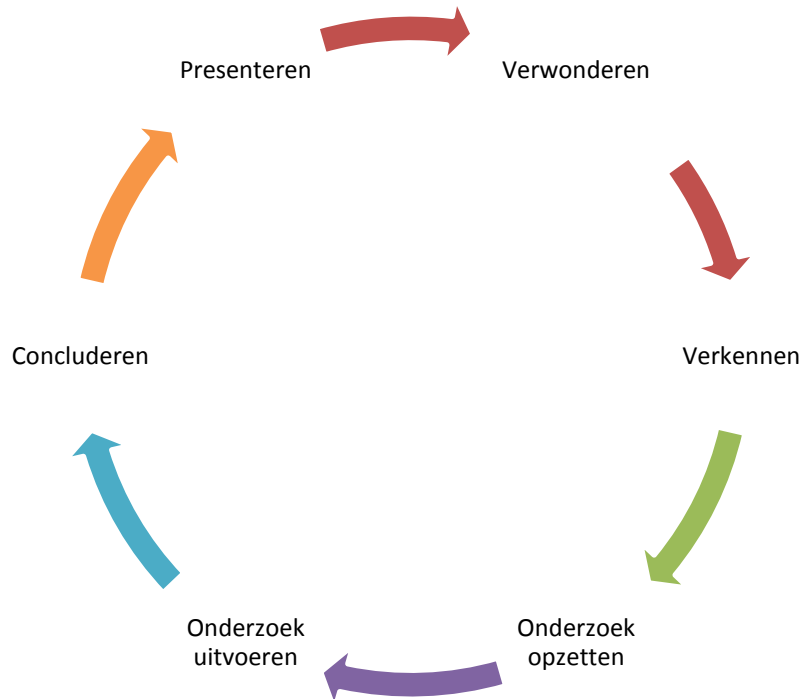 Presenteren
Verwonderen
Concluderen
Verkennen
Onderzoek
uitvoeren
Onderzoek
opzetten